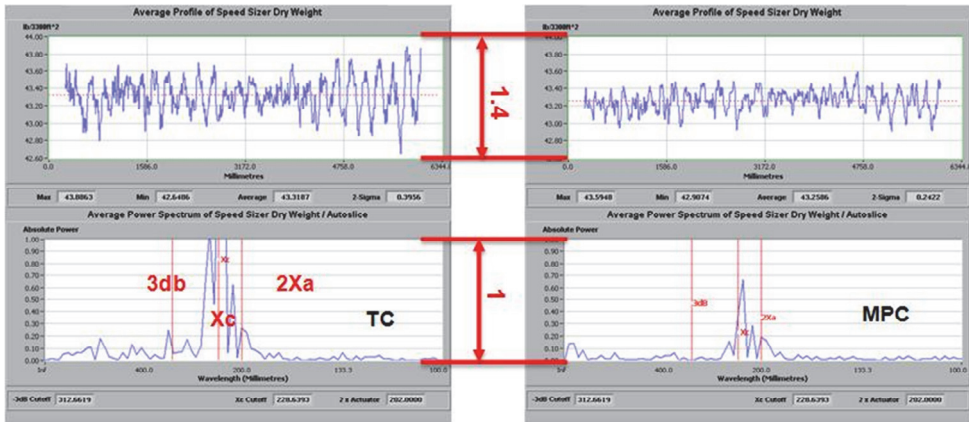 Average Profile of Speed Sizer Dry Weight
lb/3300ft^2
44.00
43.80
43.60
43.40
43.20
43.00
42.80
42.60
0.0 1586.0 3172.0 4758.0 6344.0
Millimetres
Max 43.8863 Min 42.6486 Average 43.3187 2-Sigma 0.3956
Average Power Spectrum of Speed Sizer Dry Weight / Autoslice
Absolute Power
1.00
0.90
0.80
0.70
0.60
0.50
0.40
0.30
0.20
0.10
0.00
3db
Xc
Xc
2Xa
TC
Inf 400.0 200.0 133.3 100.0
Wavelength (Millimetres)
-3dB Cutoff 312.6619 Xc Cutoff 228.6393 2 x Actuator 202.0000
1.4
1
Average Profile of Speed Sizer Dry Weight
lb/3300ft^2
44.00
43.80
43.60
43.40
43.20
43.00
42.80
42.60
0.0 1586.0 3172.0 4758.0 6344.0
Millimetres
Max 43.5948 Min 42.9074 Average 43.2586 2-Sigma 0.2422
Average Power Spectrum of Speed Sizer Dry Weight / Autoslice
Absolute Power
1.00
0.90
0.80
0.70
0.60
0.50
0.40
0.30
0.20
0.10
0.00
3dB
Xc
2Xa
MPC
Inf 400.0 200.0 133.3 100.0
Wavelength (Millimetres)
-3dB Cutoff 312.6619 Xc Cutoff 228.6393 2 x Actuator 202.0000